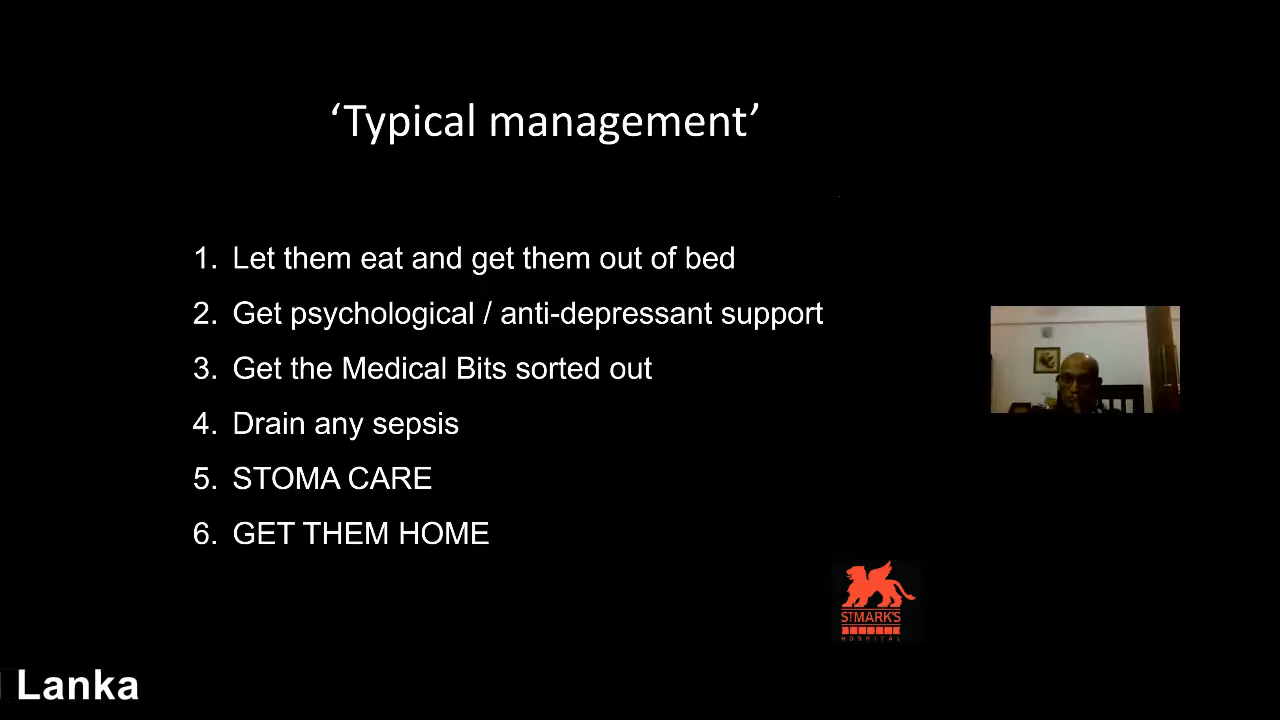 ‘Typical management’
1. Let them eat and get them out of bed
2. Get psychological / anti-depressant support
3. Get the Medical Bits sorted out
4. Drain any sepsis
5. STOMA CARE
6. GET THEM HOME
ST MARK'S
HOSPITAL
Lanka